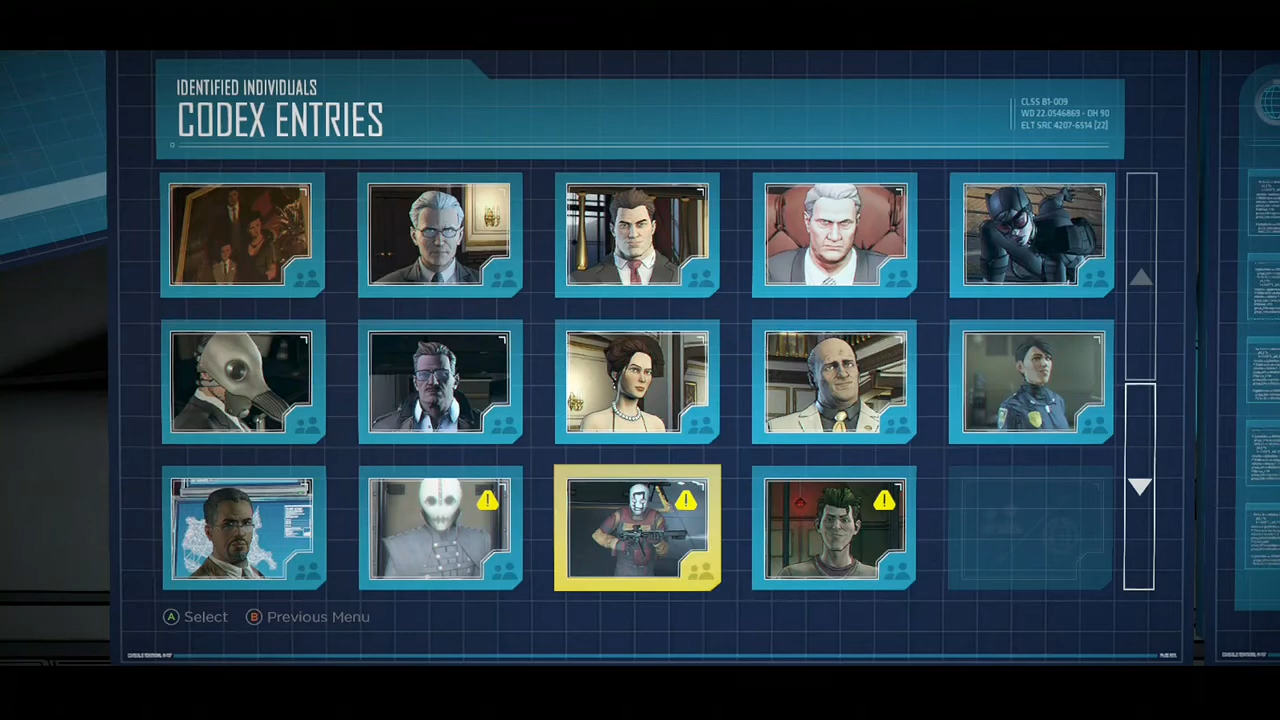 IDENTIFIED INDIVIDUALS
CODEX ENTRIES
CLSS B1-009
WD 22.0546869 - OH 90
ELT SRC 4207-6514 [22]
!
!
!
A Select
B Previous Menu